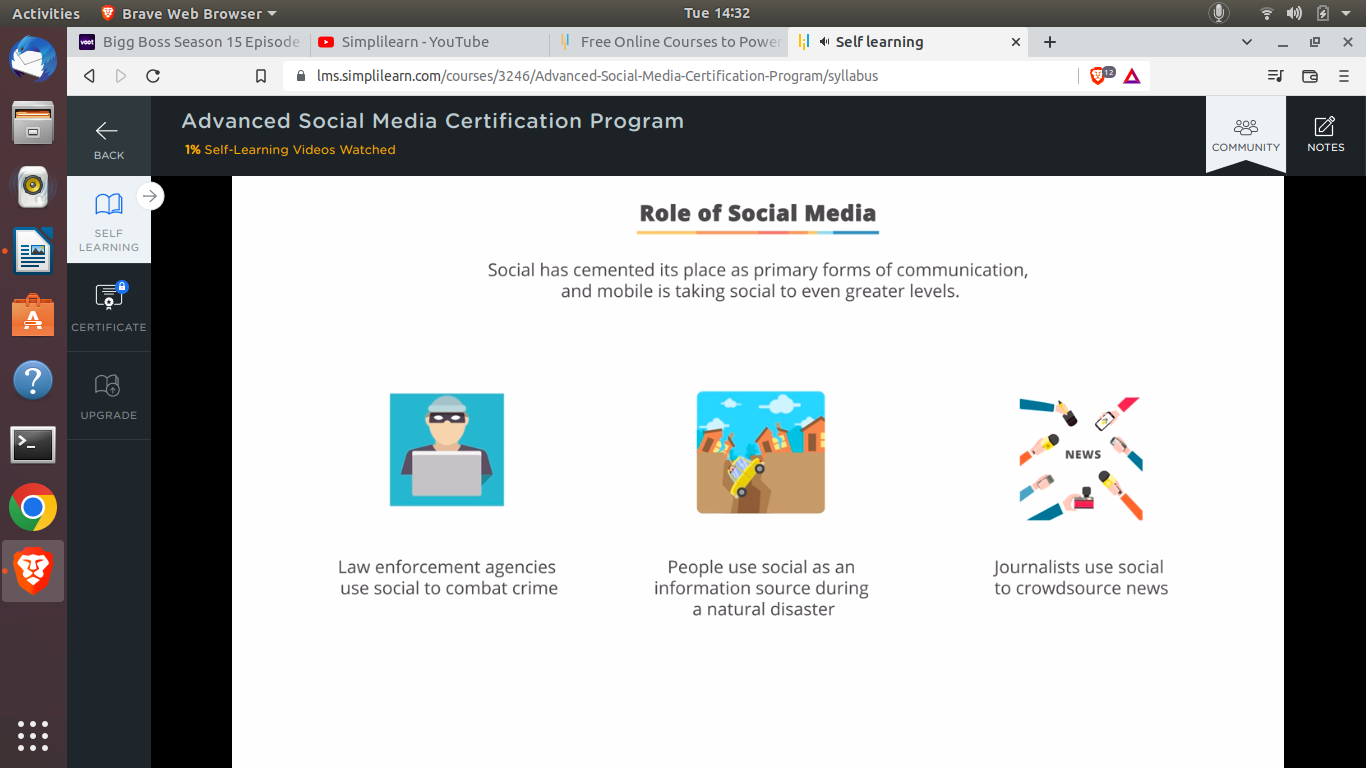 Activities
Brave Web Browser
Tue 14:32
voot
Bigg Boss Season 15 Episode
Simplilearn - YouTube
Free Online Courses to Power
Self learning
lms.simplilearn.com/courses/3246/Advanced-Social-Media-Certification-Program/syllabus
12
BACK
Advanced Social Media Certification Program
1% Self-Learning Videos Watched
COMMUNITY
NOTES
SELF
LEARNING
CERTIFICATE
UPGRADE
Role of Social Media
Social has cemented its place as primary forms of communication,
and mobile is taking social to even greater levels.
NEWS
Law enforcement agencies
use social to combat crime
People use social as an
information source during
a natural disaster
Journalists use social
to crowdsource news